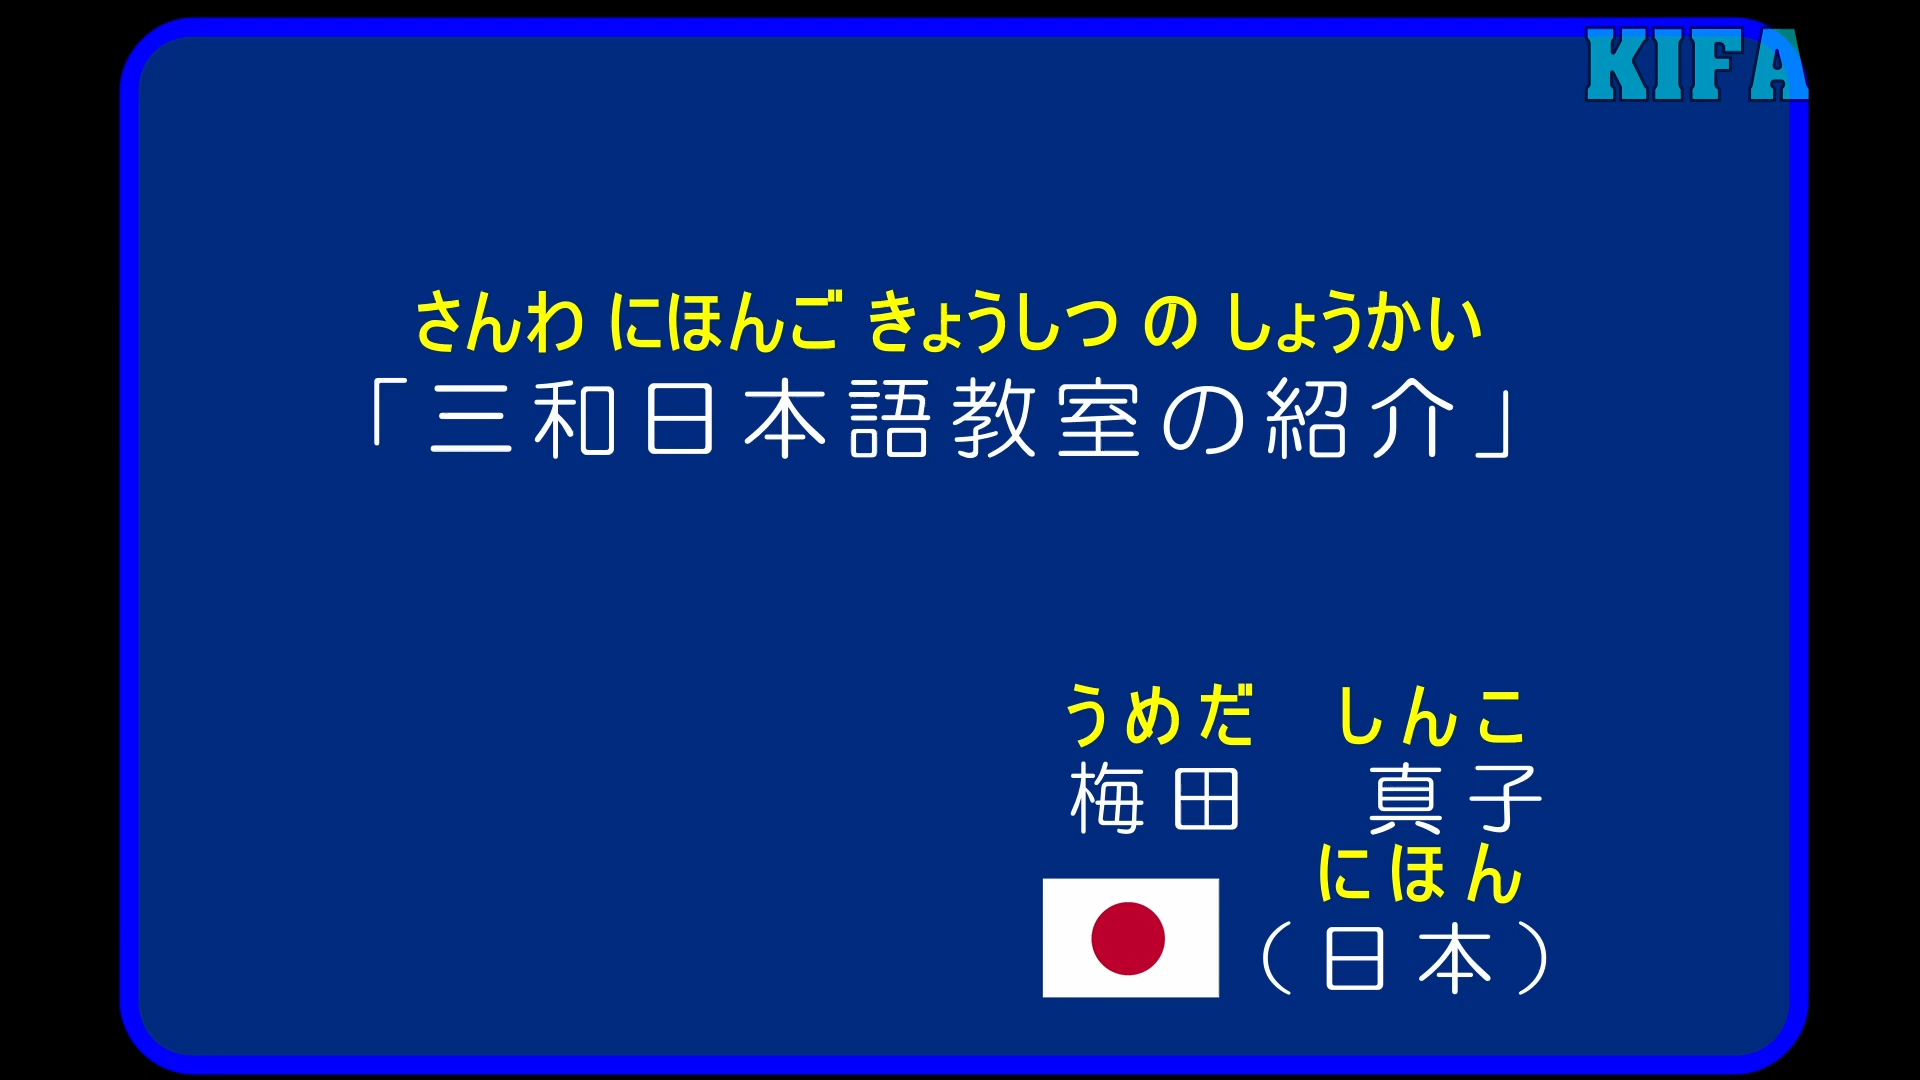 KIFA
さんわ にほんご きょうしつ の しょうかい
「三和日本語教室の紹介」
うめだ しんこ
梅田 真子
にほん
(日本)